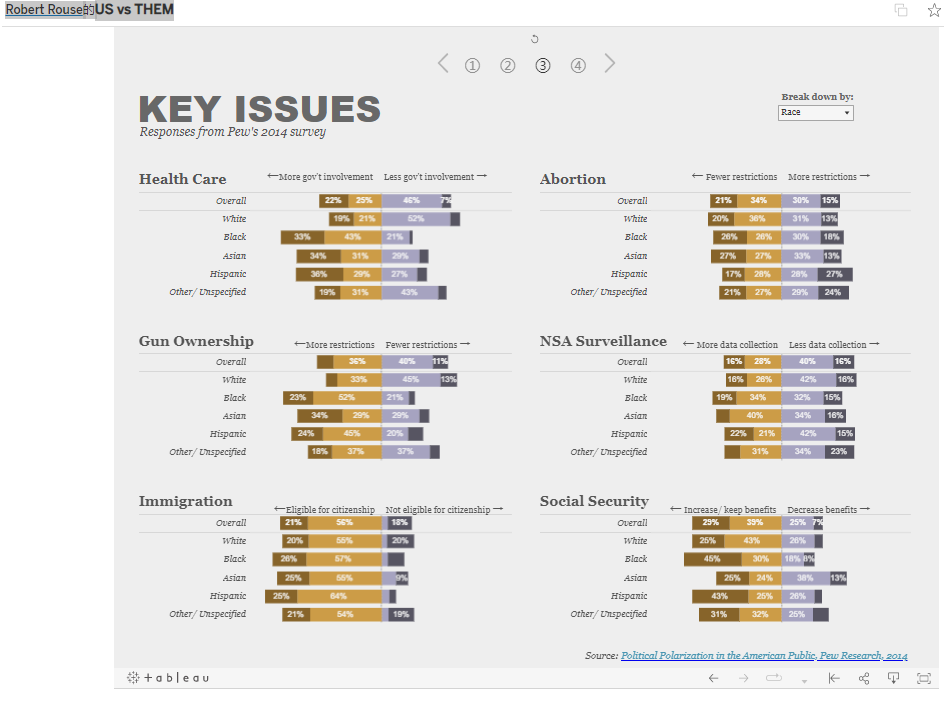 Robert Rouse的US vs THEM
① ② ③ ④
KEY ISSUES
Responses from Pew's 2014 survey
Break down by:
Race
Health Care
←More gov't involvement Less gov't involvement→
Overall 22% 25% 46% 7%
White 19% 21% 52%
Black 33% 43% 21%
Asian 34% 31% 29%
Hispanic 36% 29% 27%
Other/ Unspecified 19% 31% 43%
Abortion
← Fewer restrictions More restrictions →
Overall 21% 34% 30% 15%
White 20% 36% 31% 13%
Black 26% 26% 30% 18%
Asian 27% 27% 33% 13%
Hispanic 17% 28% 28% 27%
Other/ Unspecified 21% 27% 29% 24%
Gun Ownership
←More restrictions Fewer restrictions →
Overall 36% 40% 11%
White 33% 45% 13%
Black 23% 52% 21%
Asian 34% 29% 29%
Hispanic 24% 45% 20%
Other/ Unspecified 18% 37% 37%
NSA Surveillance
← More data collection Less data collection →
Overall 16% 28% 40% 16%
White 16% 26% 42% 16%
Black 19% 34% 32% 15%
Asian 40% 34% 16%
Hispanic 22% 21% 42% 15%
Other/ Unspecified 31% 34% 23%
Immigration
←Eligible for citizenship Not eligible for citizenship →
Overall 21% 56% 18%
White 20% 55% 20%
Black 26% 57%
Asian 25% 55% 9%
Hispanic 25% 64%
Other/ Unspecified 21% 54% 19%
Social Security
← Increase/ keep benefits Decrease benefits →
Overall 29% 39% 25% 7%
White 25% 43% 26%
Black 45% 30% 18% 8%
Asian 25% 24% 38% 13%
Hispanic 43% 25% 26%
Other/ Unspecified 31% 32% 25%
Source: Political Polarization in the American Public, Pew Research, 2014
+ableau